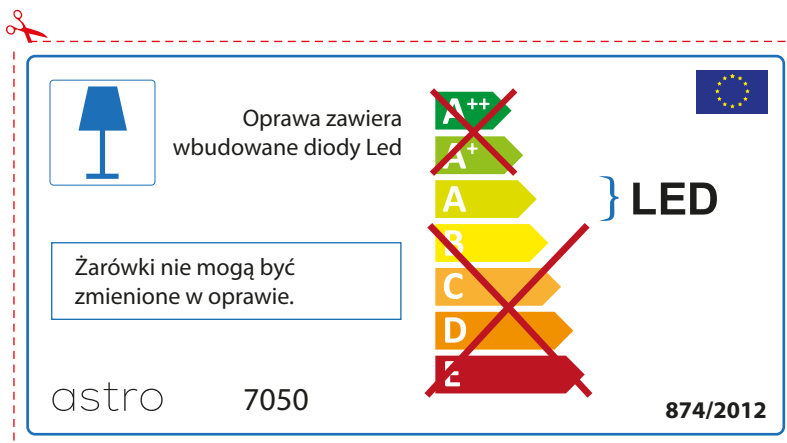 Oprawa zawiera
wbudowane diody Led
A++
A+
A
B
C
D
E
LED
Żarówki nie mogą być
zmienione w oprawie.
astro
7050
874/2012